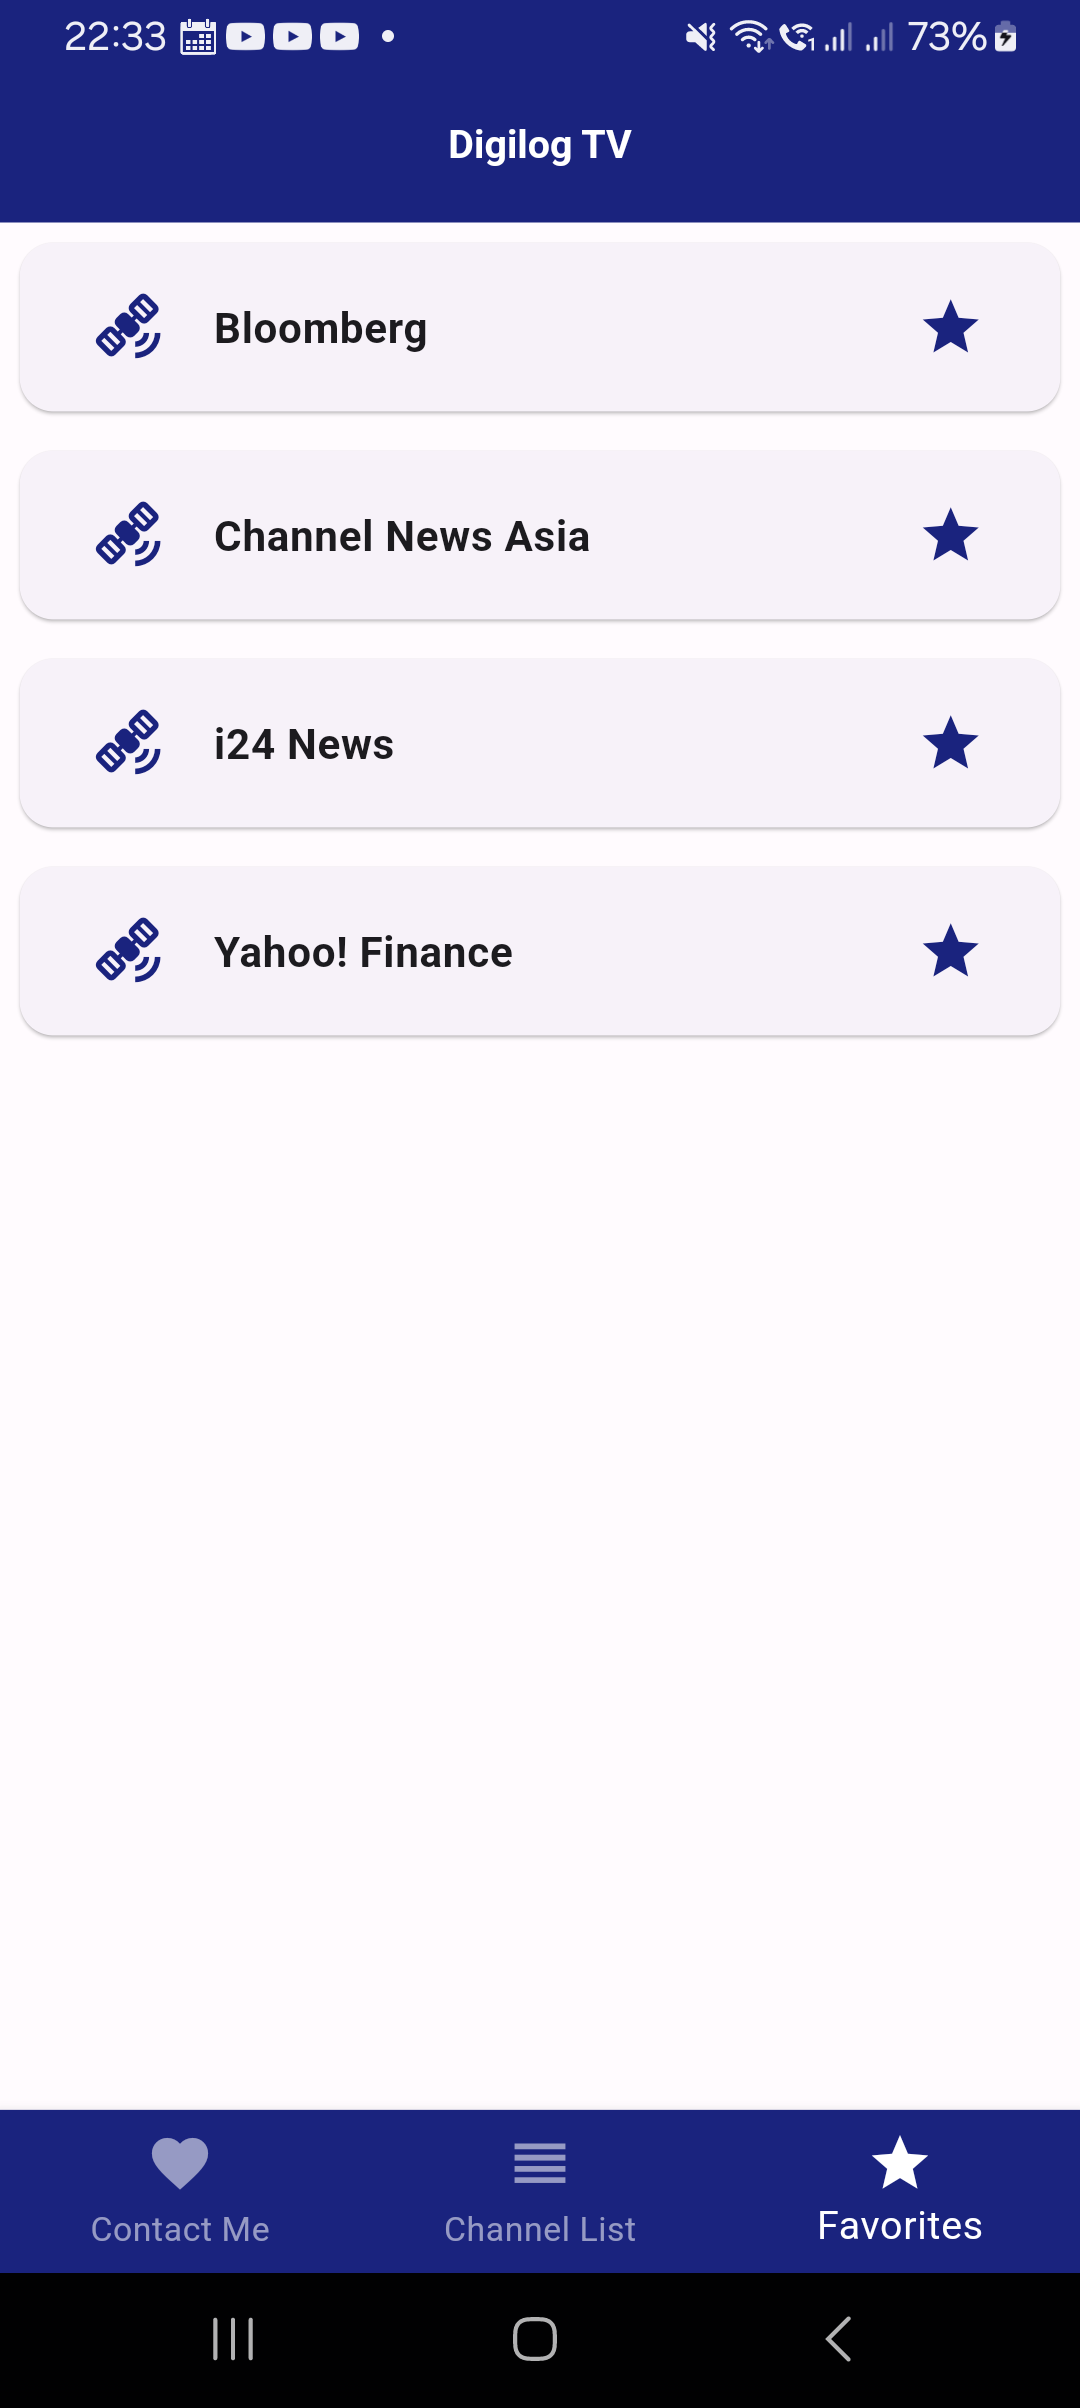 22:33
73%
Digilog TV
Bloomberg
Channel News Asia
i24 News
Yahoo! Finance
Contact Me
Channel List
Favorites